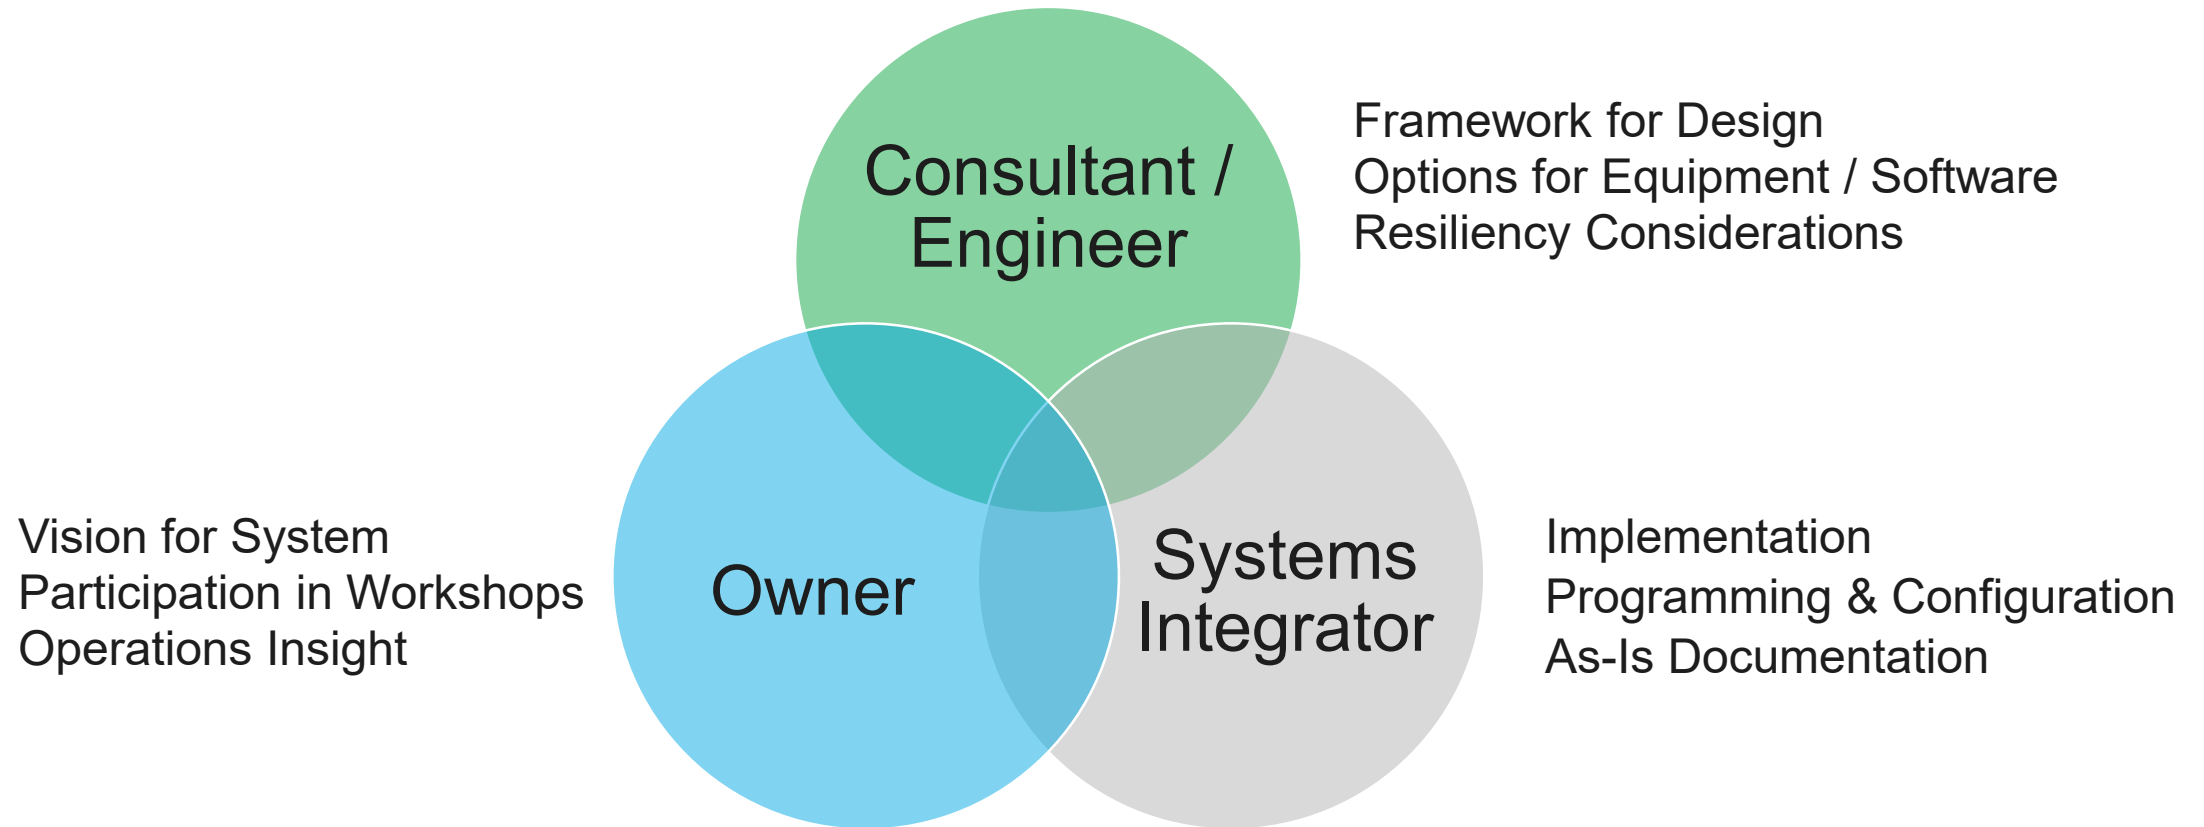 Consultant /
Engineer
Framework for Design
Options for Equipment / Software
Resiliency Considerations
Vision for System
Participation in Workshops
Operations Insight
Owner
Systems
Integrator
Implementation
Programming & Configuration
As-Is Documentation